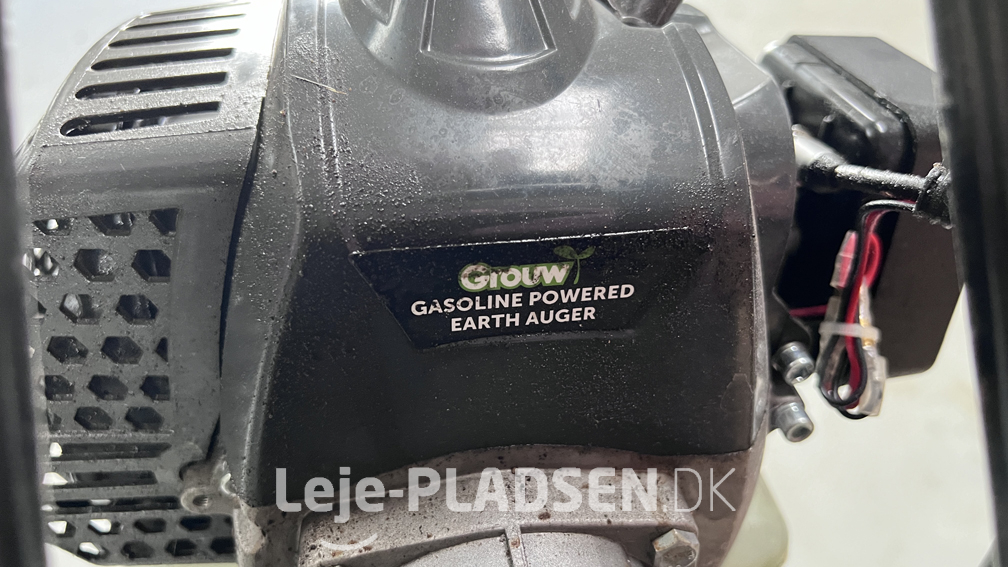 Grouw
GASOLINE POWERED
EARTH AUGER
Leje-PLADSEN.DK